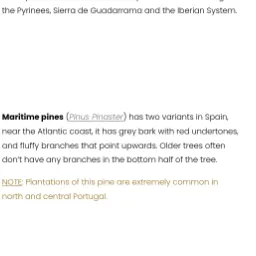 the Pyrinees, Sierra de Guadarrama and the Iberian System.
Maritime pines (Pinus Pinaster) has two variants in Spain,
near the Atlantic coast, it has grey bark with red undertones,
and fluffy branches that point upwards. Older trees often
don't have any branches in the bottom half of the tree.
NOTE: Plantations of this pine are extremely common in
north and central Portugal.